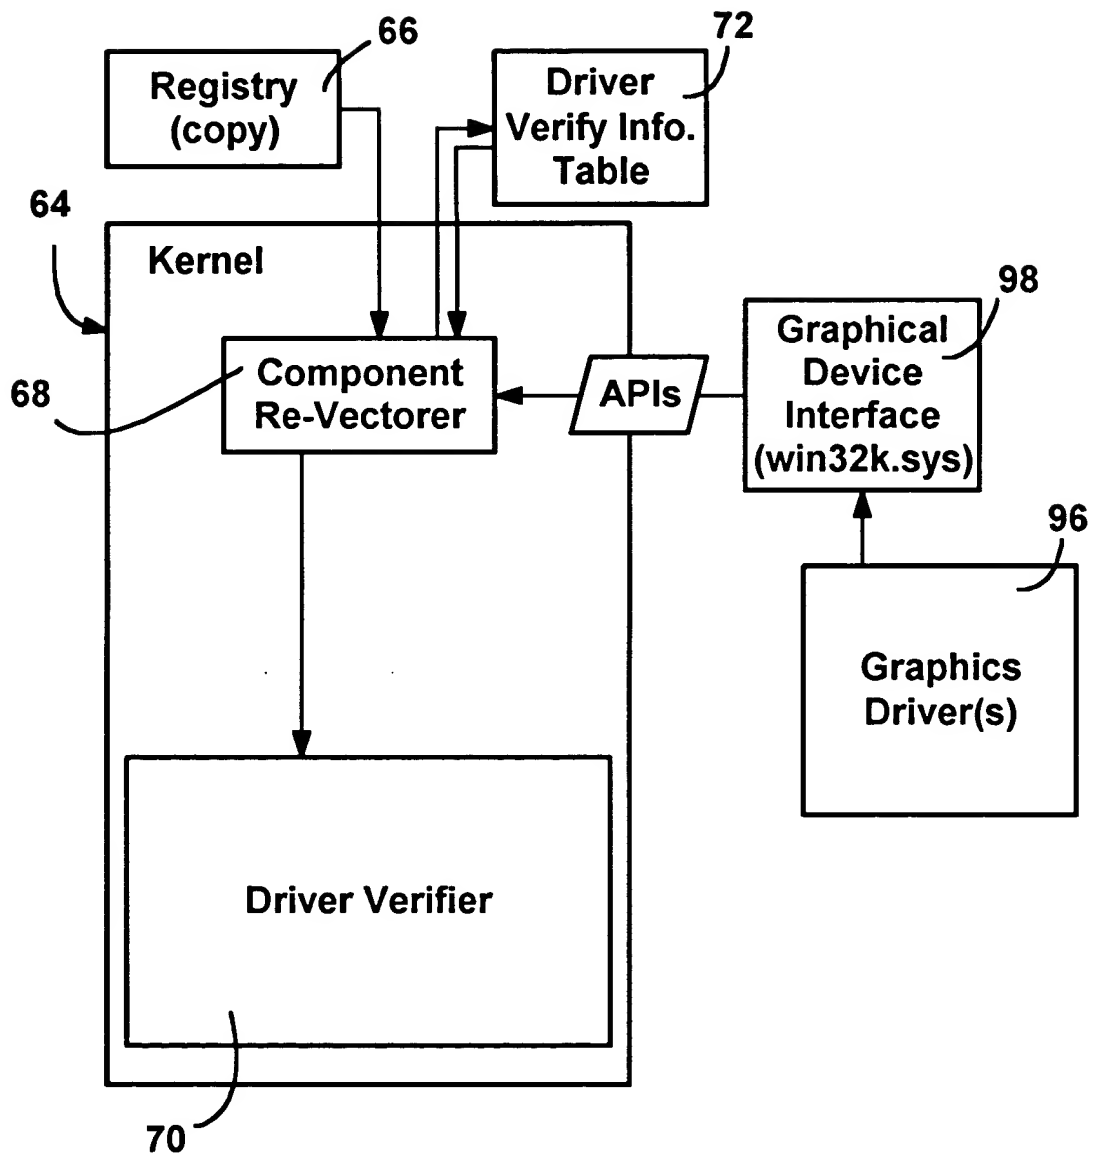 66
72
Registry
(copy)
Driver
Verify Info.
Table
64
Kernel
98
Graphical
Device
Interface
(win32k.sys)
68
Component
Re-Vectorer
APIs
96
Graphics
Driver(s)
Driver Verifier
70